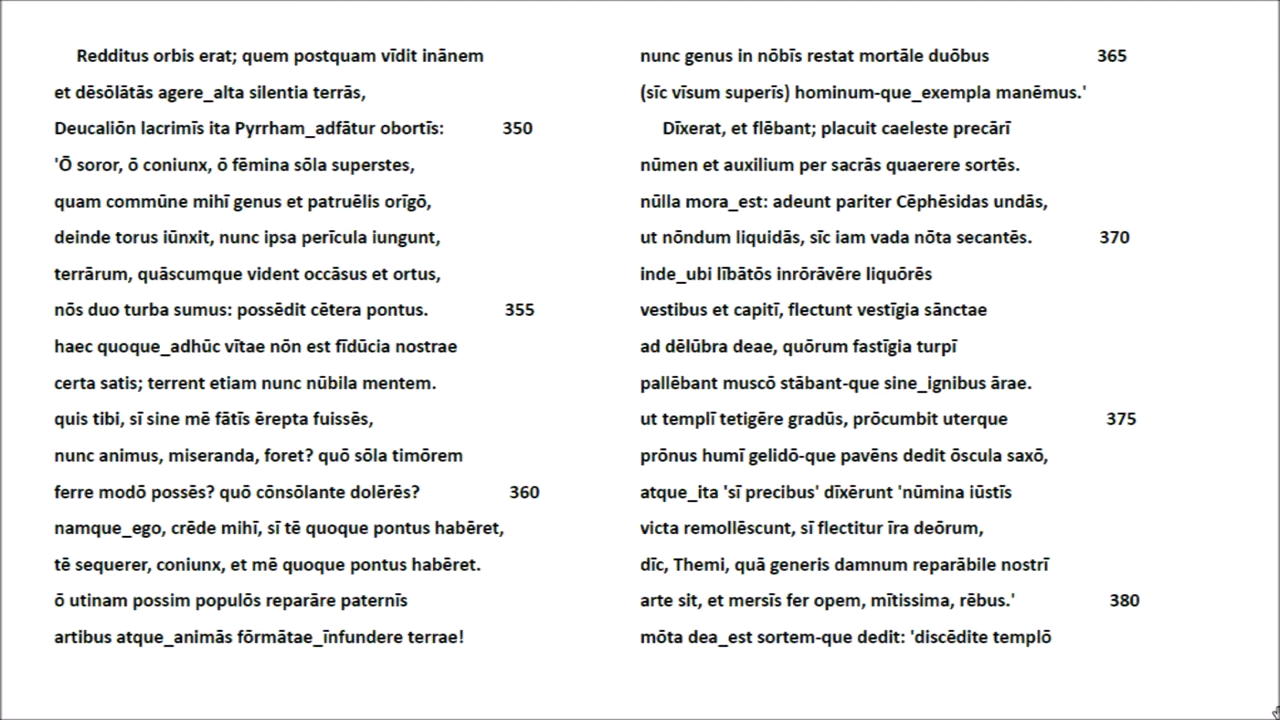 Redditus orbis erat; quem postquam vīdit inānem
et dēsōlātās agere_alta silentia terrās,
Deucaliōn lacrimīs ita Pyrrham_adfātur obortīs: 350
'Ō soror, ō coniunx, ō fēmina sōla superstes,
quam commūne mihī genus et patruēlis orīgō,
deinde torus iūnxit, nunc ipsa perīcula iungunt,
terrārum, quāscumque vident occāsus et ortus,
nōs duo turba sumus: possēdit cētera pontus. 355
haec quoque_adhūc vītae nōn est fīdūcia nostrae
certa satis; terrent etiam nunc nūbila mentem.
quis tibi, sī sine mē fātīs ērepta fuissēs,
nunc animus, miseranda, foret? quō sōla timōrem
ferre modō possēs? quō cōnsōlante dolērēs? 360
namque_ego, crēde mihī, sī tē quoque pontus habēret,
tē sequerer, coniunx, et mē quoque pontus habēret.
ō utinam possim populōs reparāre paternīs
artibus atque_animās fōrmātae_īnfundere terrae!
nunc genus in nōbīs restat mortāle duōbus 365
(sīc vīsum superīs) hominum-que_exempla manēmus.'
Dīxerat, et flēbant; placuit caeleste precārī
nūmen et auxilium per sacrās quaerere sortēs.
nūlla mora_est: adeunt pariter Cēphēsidas undās,
ut nōndum liquidās, sīc iam vada nōta secantēs. 370
inde_ubi lībātōs inrōrāvēre liquōrēs
vestibus et capitī, flectunt vestīgia sānctae
ad dēlūbra deae, quōrum fastīgia turpī
pallēbant muscō stābant-que sine_ignibus ārae.
ut templī tetigēre gradūs, prōcumbit uterque 375
prōnus humī gelidō-que pavēns dedit ōscula saxō,
atque_ita 'sī precibus' dīxērunt 'nūmina iūstīs
victa remollēscunt, sī flectitur īra deōrum,
dīc, Themi, quā generis damnum reparābile nostrī
arte sit, et mersīs fer opem, mītissima, rēbus.' 380
mōta dea_est sortem-que dedit: 'discēdite templō